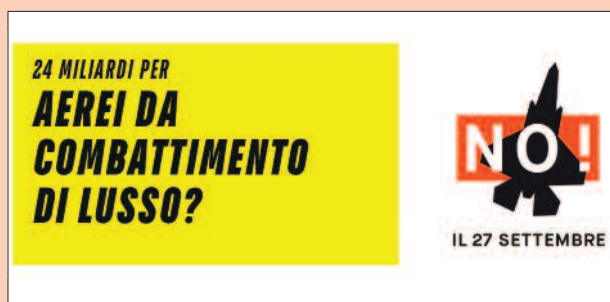 24 MILIARDI PER
AEREI DA
COMBATTIMENTO
DI LUSSO?
NO!
IL 27 SETTEMBRE